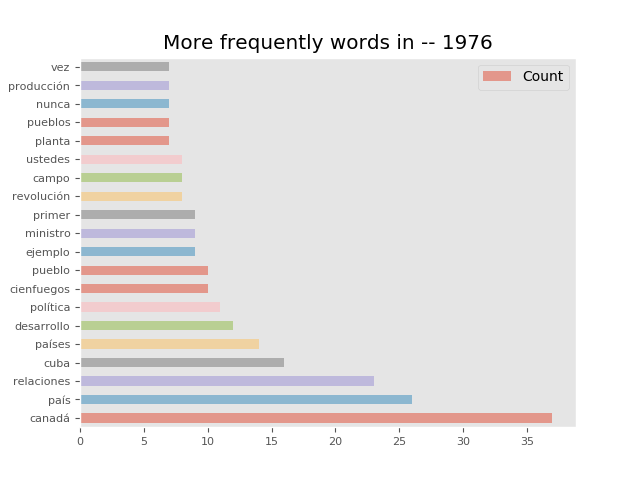 More frequently words in -- 1976
Count
vez
producción
nunca
pueblos
planta
ustedes
campo
revolución
primer
ministro
ejemplo
pueblo
cienfuegos
política
desarrollo
países
cuba
relaciones
país
canadá
0 5 10 15 20 25 30 35